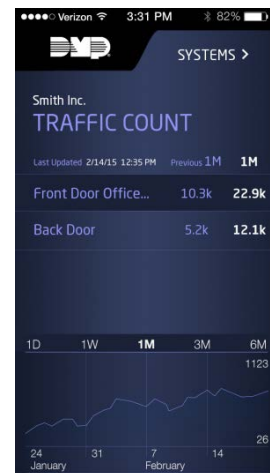 Verizon 3:31 PM 82%
DMP SYSTEMS >
Smith Inc.
TRAFFIC COUNT
Last Updated 2/14/15 12:35 PM Previous 1M 1M
Front Door Office... 10.3k 22.9k
Back Door 5.2k 12.1k
1D 1W 1M 3M 6M
1123
26
24 31 7 14
January February